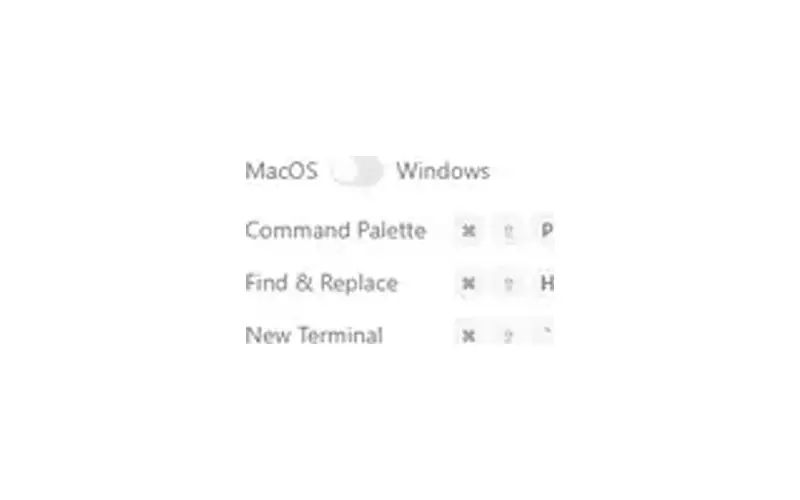 MacOS Windows
Command Palette ⌘ ⇧ P
Find & Replace ⌘ ⇧ H
New Terminal ⌘ ⇧ `